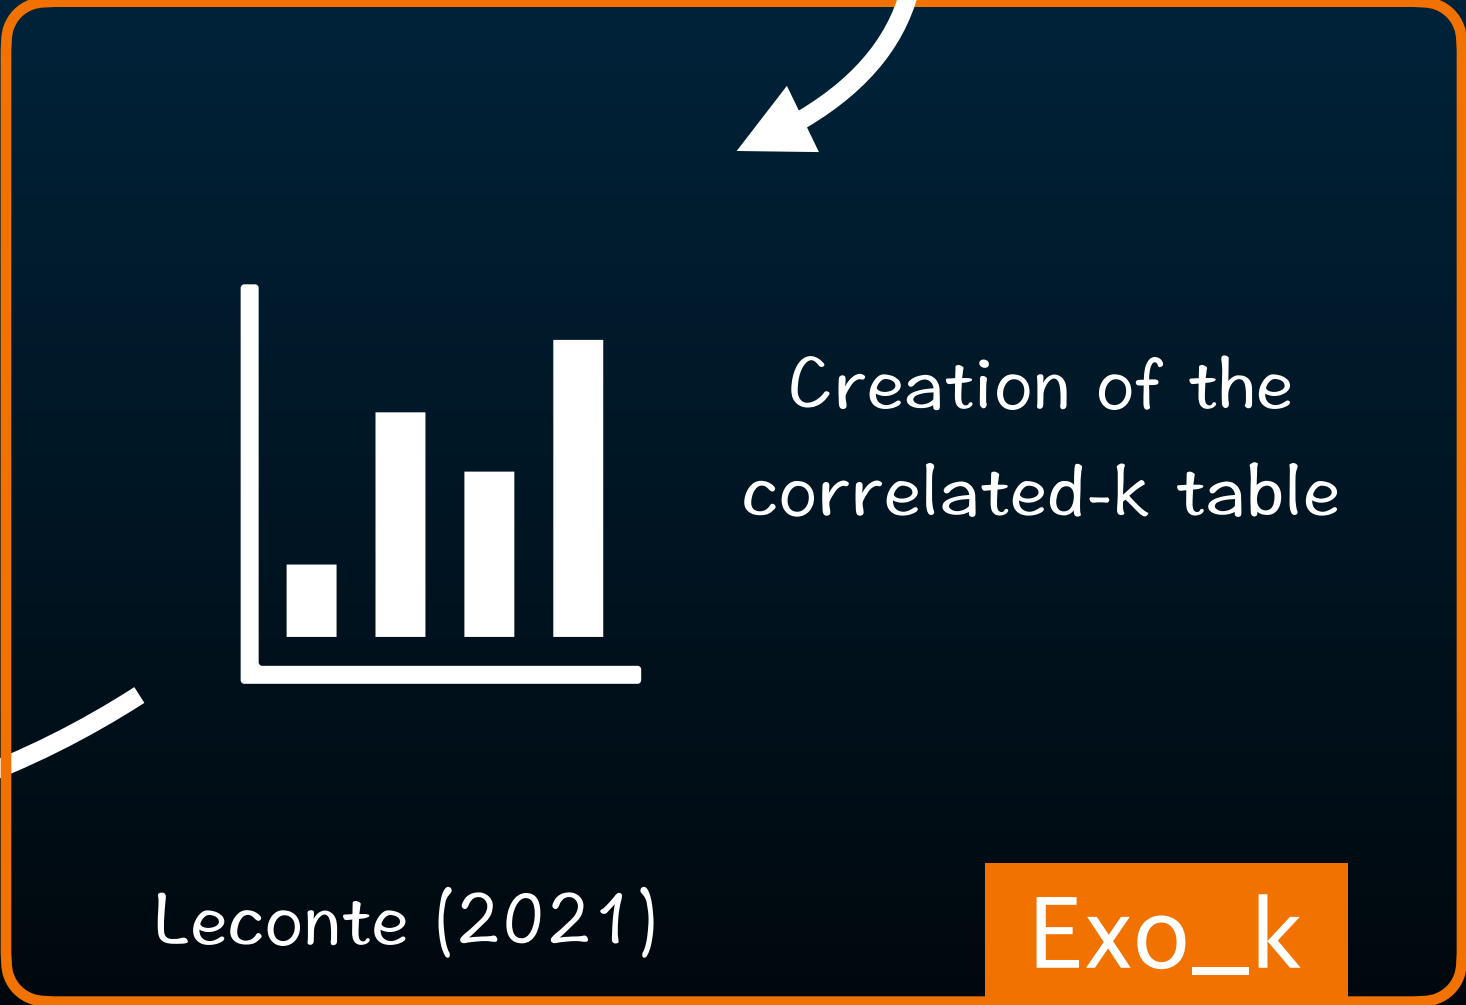 Creation of the
correlated-k table
Leconte (2021)
Exo_k